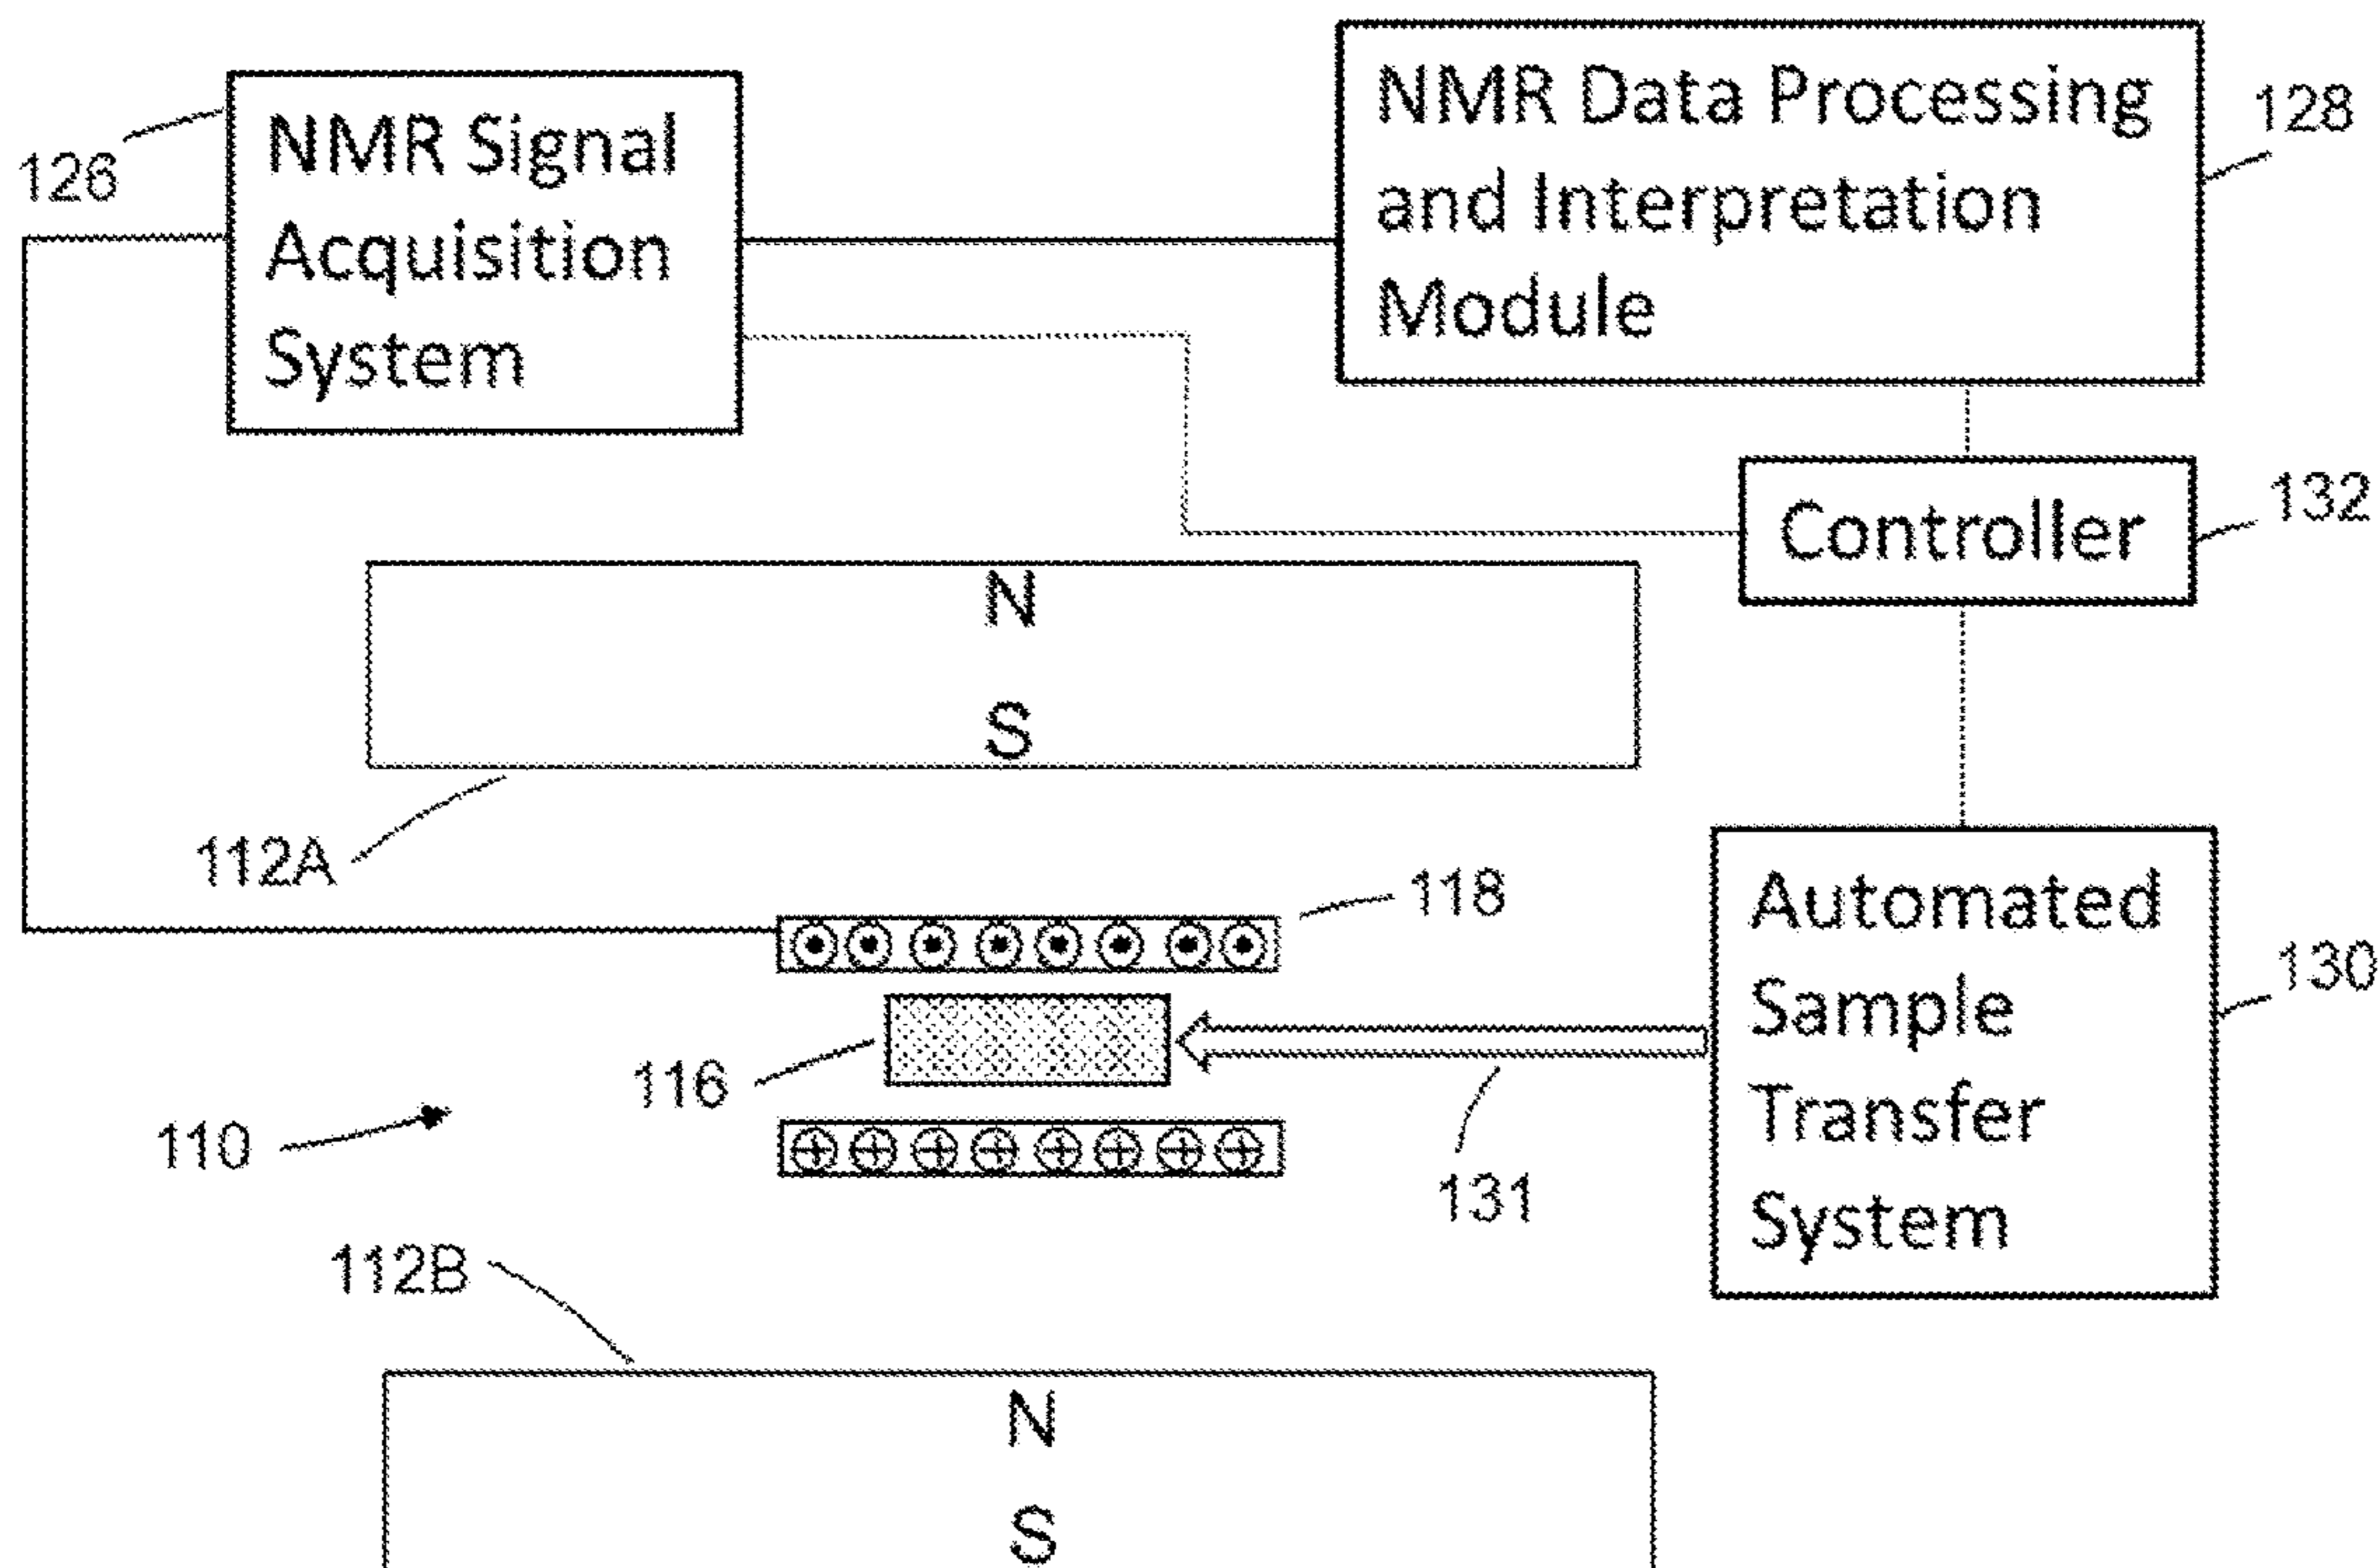 NMR Signal
Acquisition
System
126
NMR Data Processing
and Interpretation
Module
128
Controller
132
N
S
112A
118
Automated
Sample
Transfer
System
130
116
131
110
112B
N
S